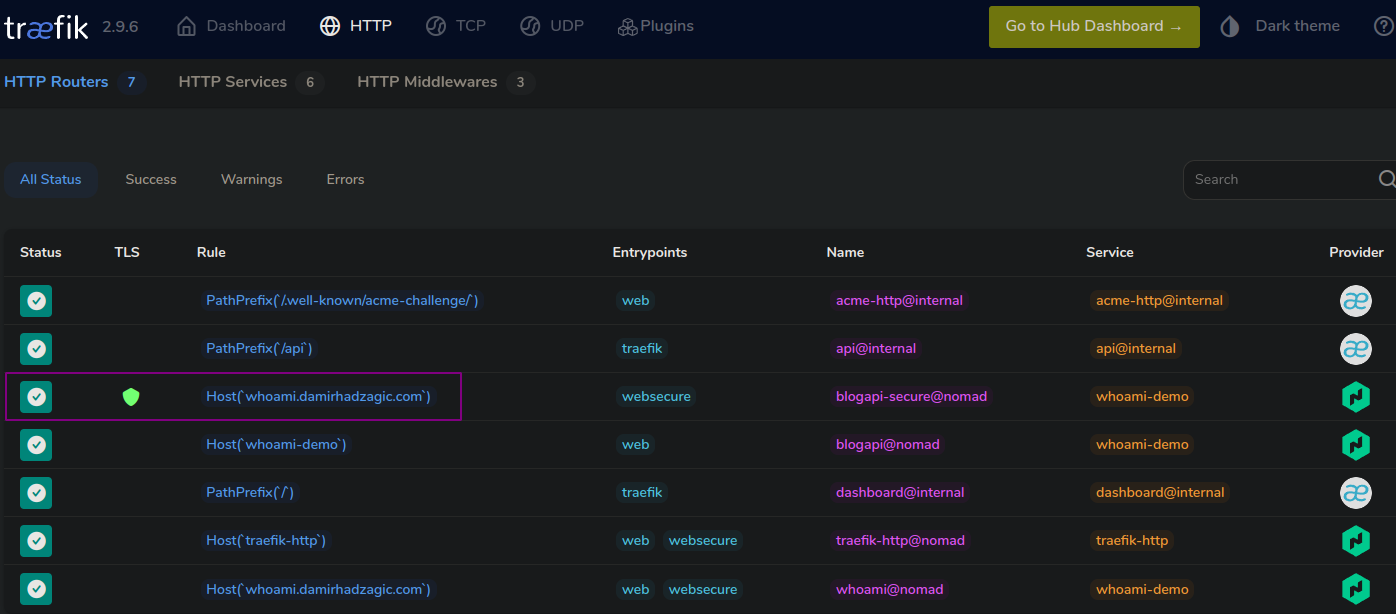 træfik 2.9.6 Dashboard HTTP TCP UDP Plugins Go to Hub Dashboard → Dark theme ?
HTTP Routers 7 HTTP Services 6 HTTP Middlewares 3
All Status Success Warnings Errors Search
Status TLS Rule Entrypoints Name Service Provider
PathPrefix(`/.well-known/acme-challenge/`) web acme-http@internal acme-http@internal æ
PathPrefix(`/api`) traefik api@internal api@internal æ
Host(`whoami.damirhadzagic.com`) websecure blogapi-secure@nomad whoami-demo
Host(`whoami-demo`) web blogapi@nomad whoami-demo
PathPrefix(`/`) traefik dashboard@internal dashboard@internal æ
Host(`traefik-http`) web websecure traefik-http@nomad traefik-http
Host(`whoami.damirhadzagic.com`) web websecure whoami@nomad whoami-demo